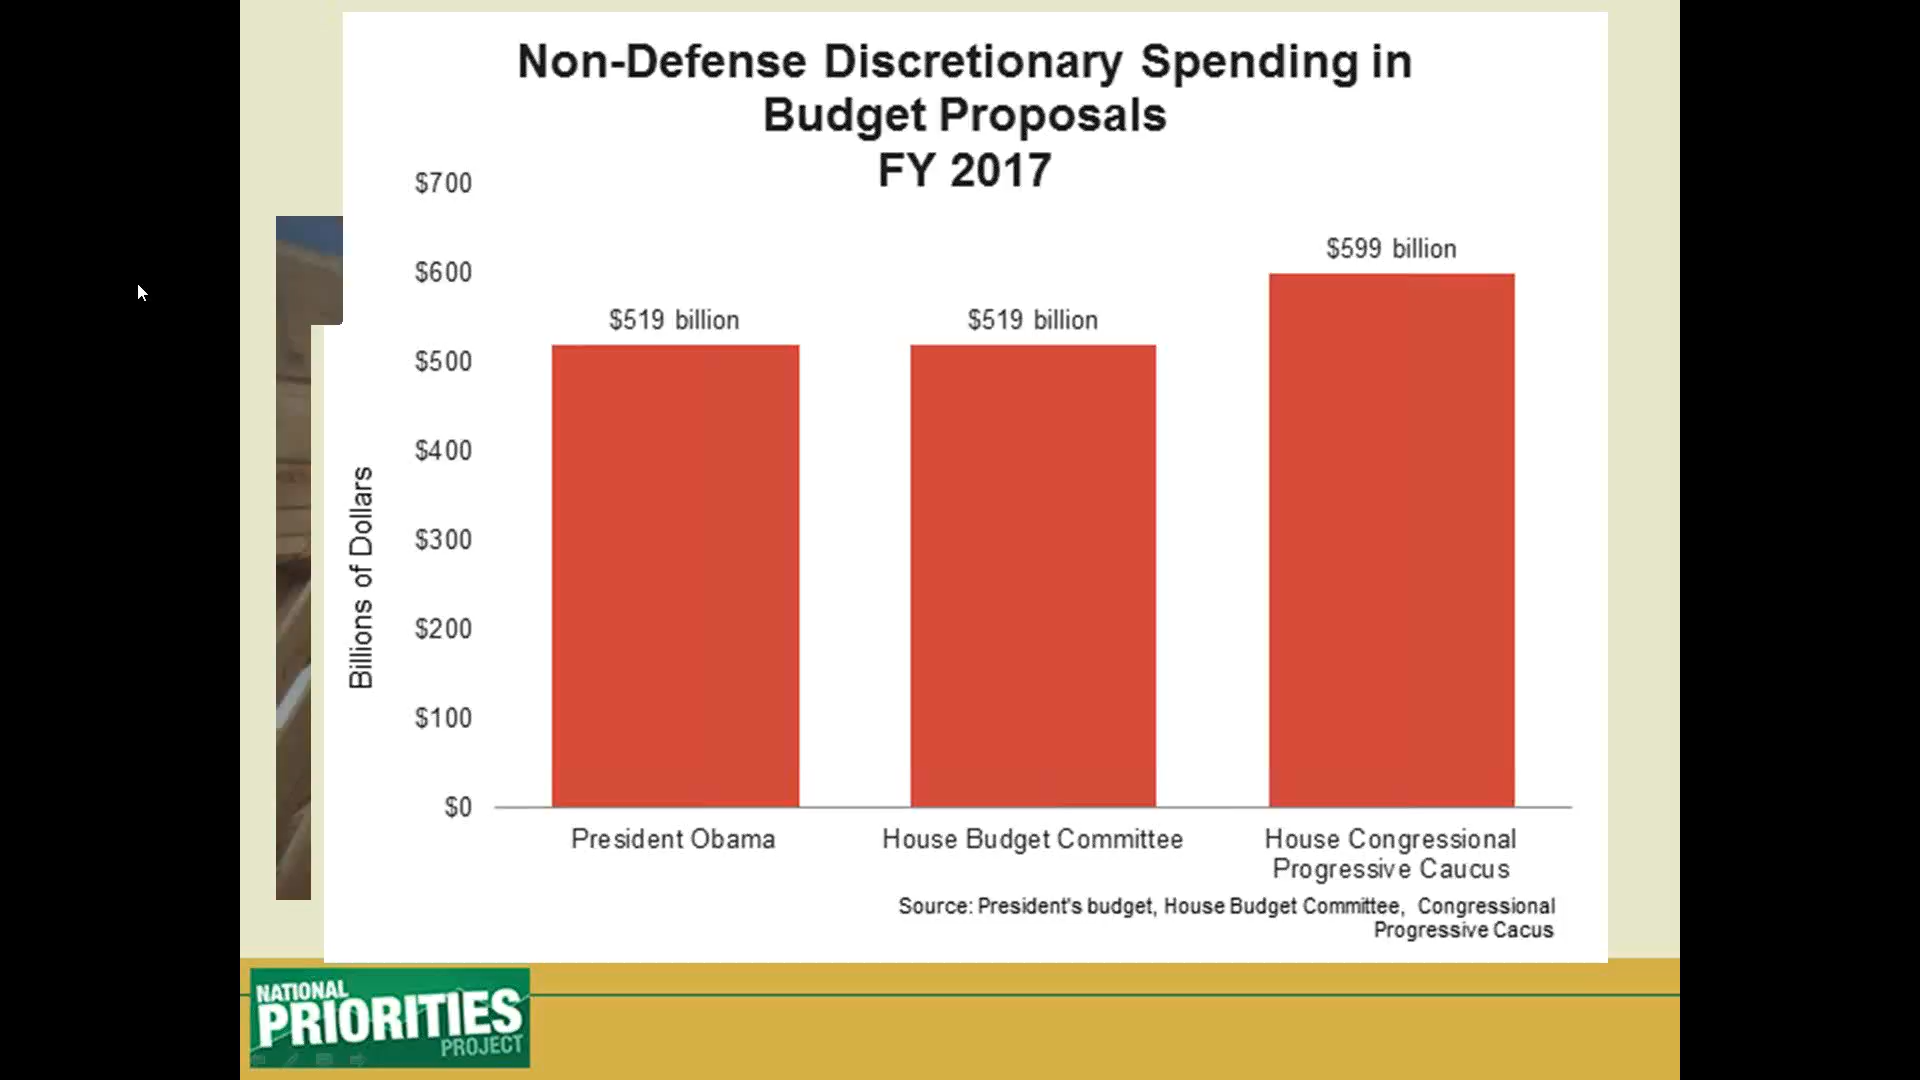 Non-Defense Discretionary Spending in
Budget Proposals
FY 2017
$700
$600
$500
$400
$300
$200
$100
$0
Billions of Dollars
$519 billion
$519 billion
$599 billion
President Obama
House Budget Committee
House Congressional
Progressive Caucus
Source: President's budget, House Budget Committee, Congressional
Progressive Cacus
NATIONAL
PRIORITIES
PROJECT